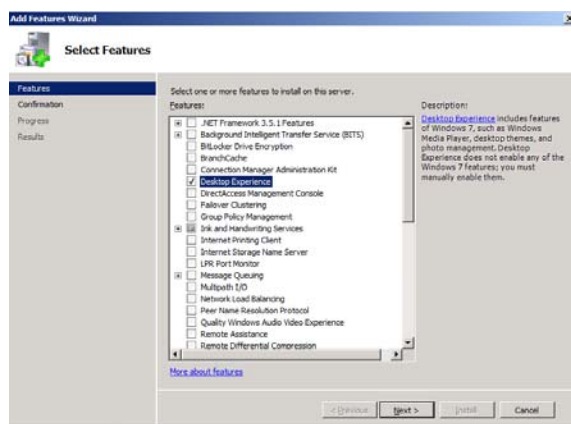 Add Features Wizard
Select Features
Features
Confirmation
Progress
Results
Select one or more features to install on this server.
Features:
.NET Framework 3.5.1 Features
Background Intelligent Transfer Service (BITS)
BitLocker Drive Encryption
BranchCache
Connection Manager Administration Kit
Desktop Experience
DirectAccess Management Console
Failover Clustering
Group Policy Management
Ink and Handwriting Services
Internet Printing Client
Internet Storage Name Server
LPR Port Monitor
Message Queuing
Multipath I/O
Network Load Balancing
Peer Name Resolution Protocol
Quality Windows Audio Video Experience
Remote Assistance
Remote Differential Compression
More about features
Description:
Desktop Experience includes features
of Windows 7, such as Windows
Media Player, desktop themes, and
photo management. Desktop
Experience does not enable any of the
Windows 7 features; you must
manually enable them.
< Previous
Next >
Install
Cancel